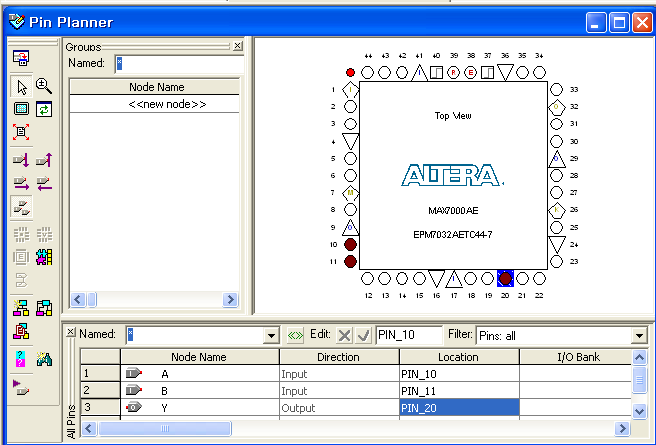 Pin Planner
Groups
Named: *
Node Name
<<new node>>
44 43 42 41 40 39 38 37 36 35 34
R E
1 2 3 4 5 6 7 8 9 10 11
I M O
33 32 31 30 29 28 27 26 25 24 23
O O K
Top View
ALTERA
MAX7000AE
EPM7032AETC44-7
12 13 14 15 16 17 18 19 20 21 22
Named: * Edit: PIN_10 Filter: Pins: all
Node Name Direction Location I/O Bank
1 A Input PIN_10
2 B Input PIN_11
3 Y Output PIN_20
All Pins